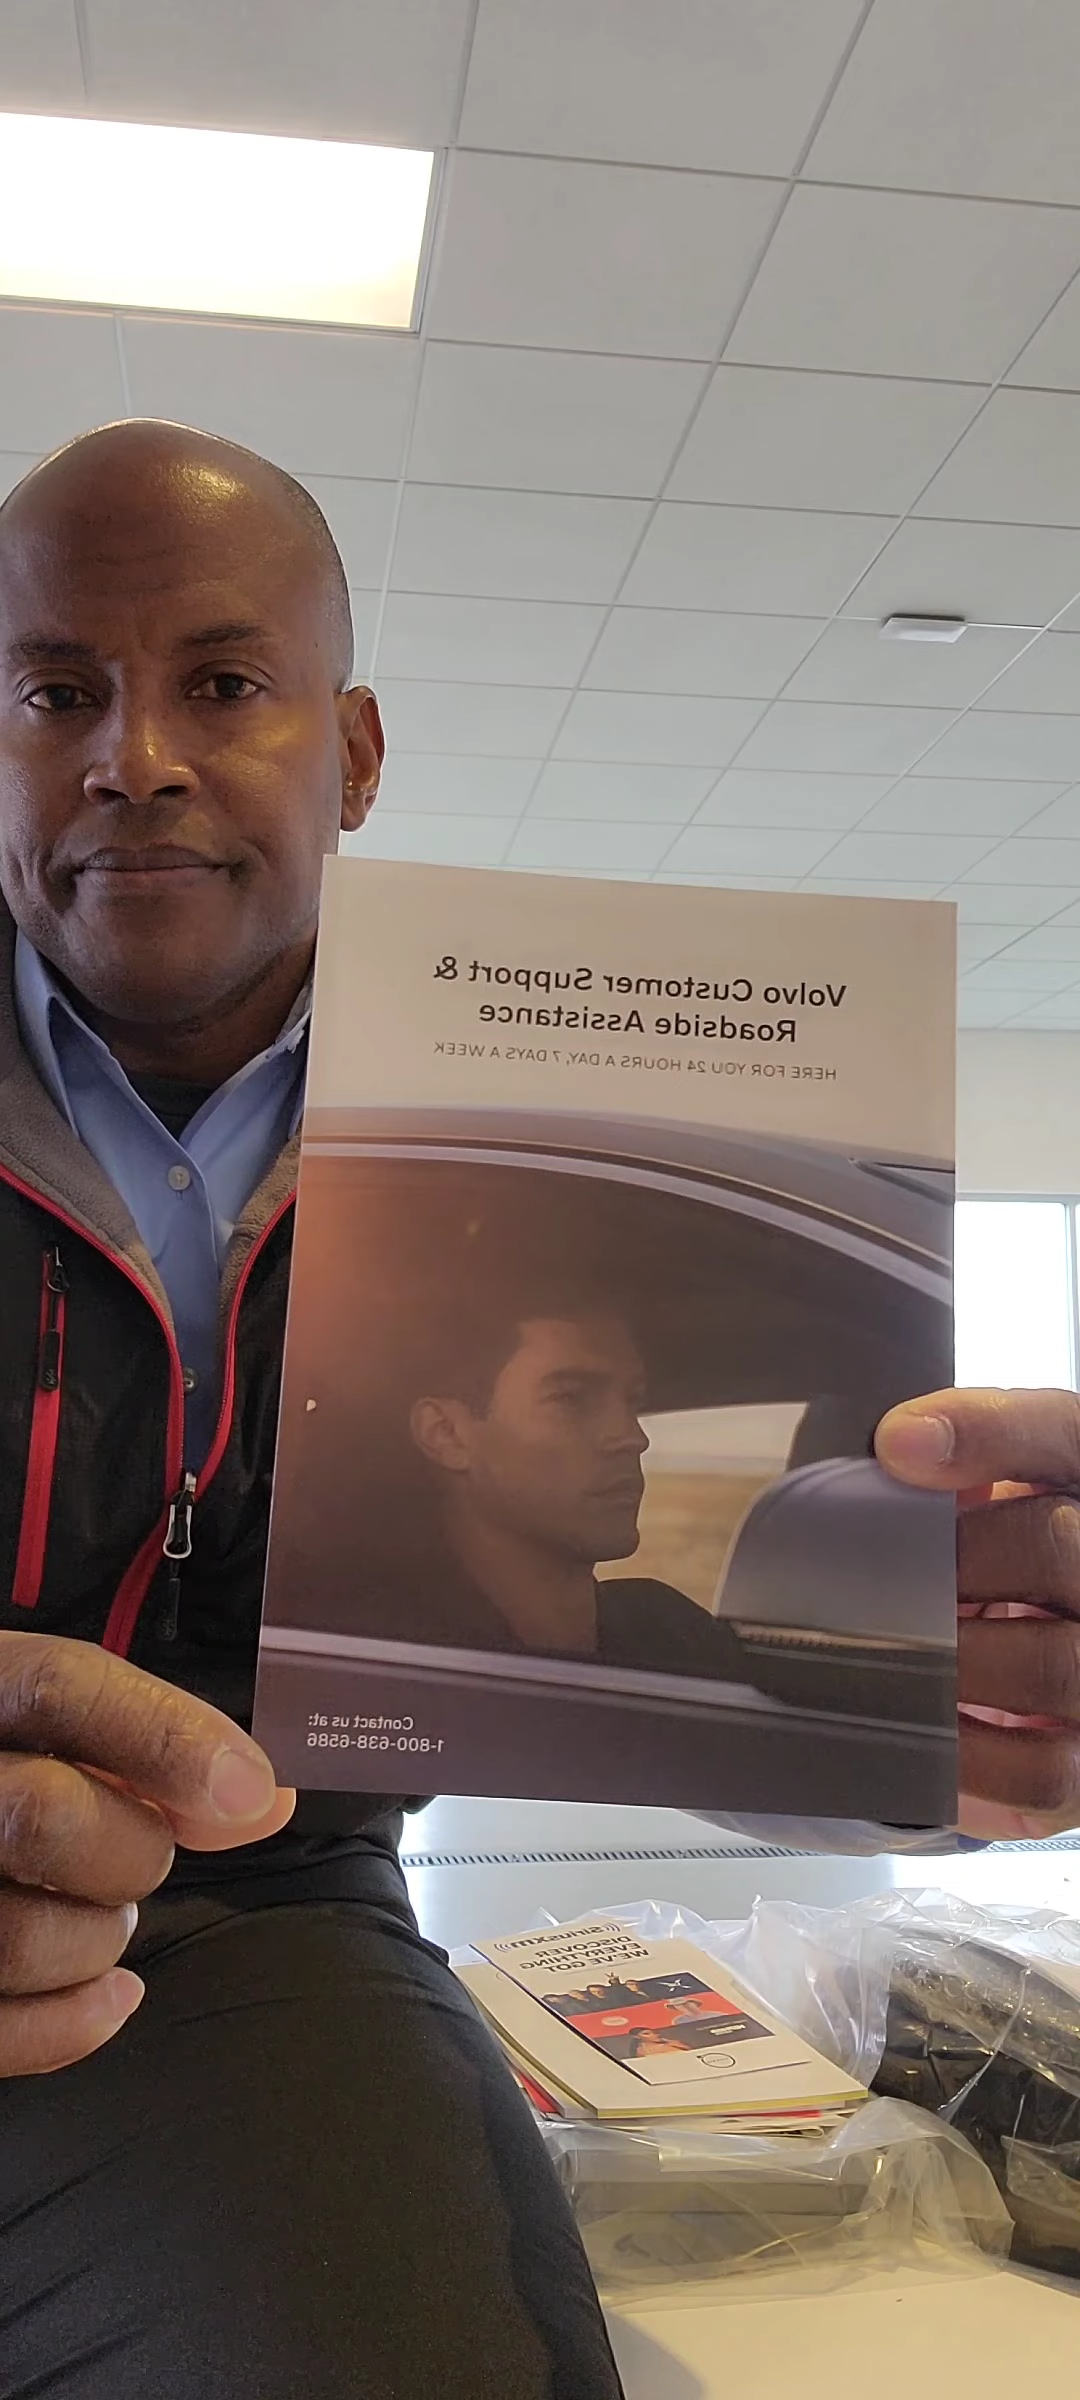 Volvo Customer Support &
Roadside Assistance
HERE FOR YOU 24 HOURS A DAY, 7 DAYS A WEEK
Contact us at:
1-800-638-6586
((SiriusXM))
DISCOVER
EVERYTHING
WE'VE GOT